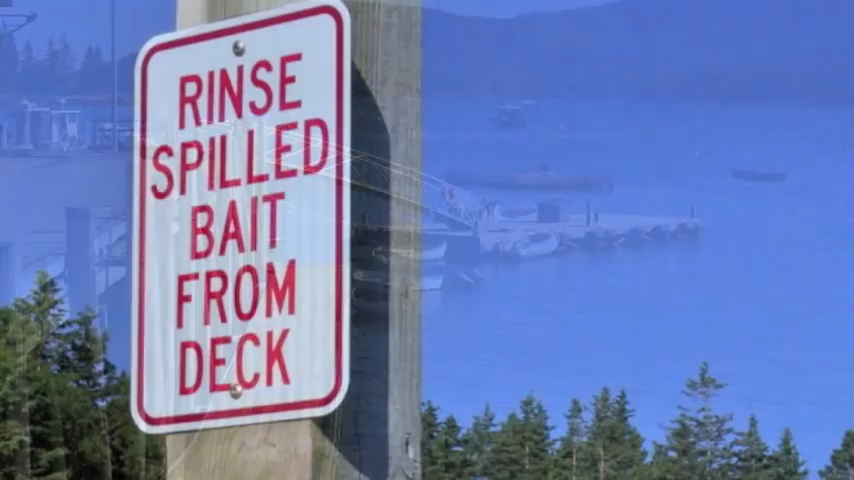 RINSE
SPILLED
BAIT
FROM
DECK